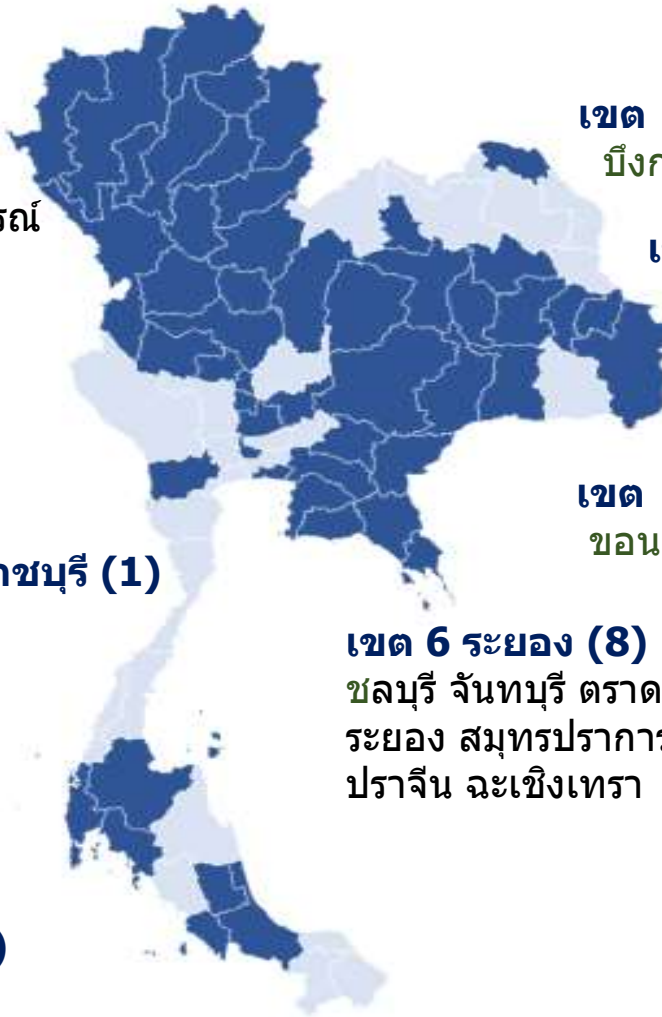 เขต
บึงก
รณ์
เ
เขต
ขอน
าชบุรี (1)
เขต 6 ระยอง (8)
ชลบุรี จันทบุรี ตราด
ระยอง สมุทรปราการ
ปราจีน ฉะเชิงเทรา
)